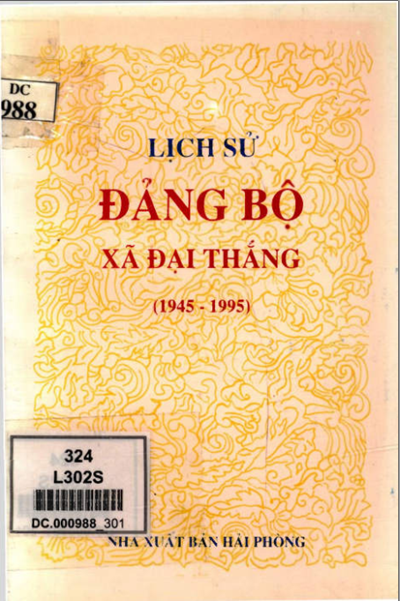 DC
988
LỊCH SỬ
ĐẢNG BỘ
XÃ ĐẠI THẮNG
(1945 - 1995)
324
L302S
DC.000988_301
NHÀ XUẤT BẢN HẢI PHÒNG